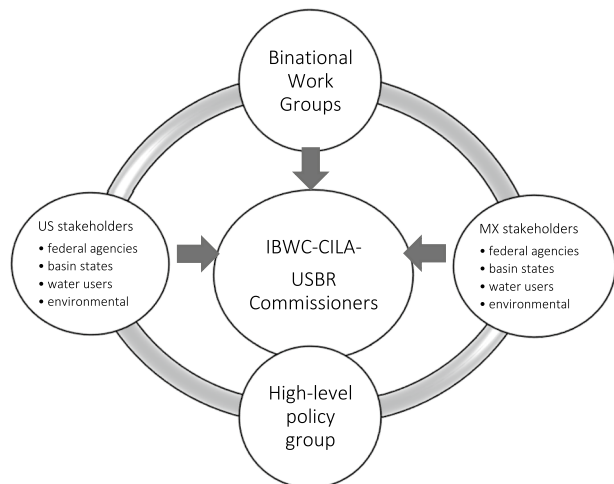 Binational
Work
Groups
US stakeholders
• federal agencies
• basin states
• water users
• environmental
IBWC-CILA-
USBR
Commissioners
MX stakeholders
• federal agencies
• basin states
• water users
• environmental
High-level
policy
group